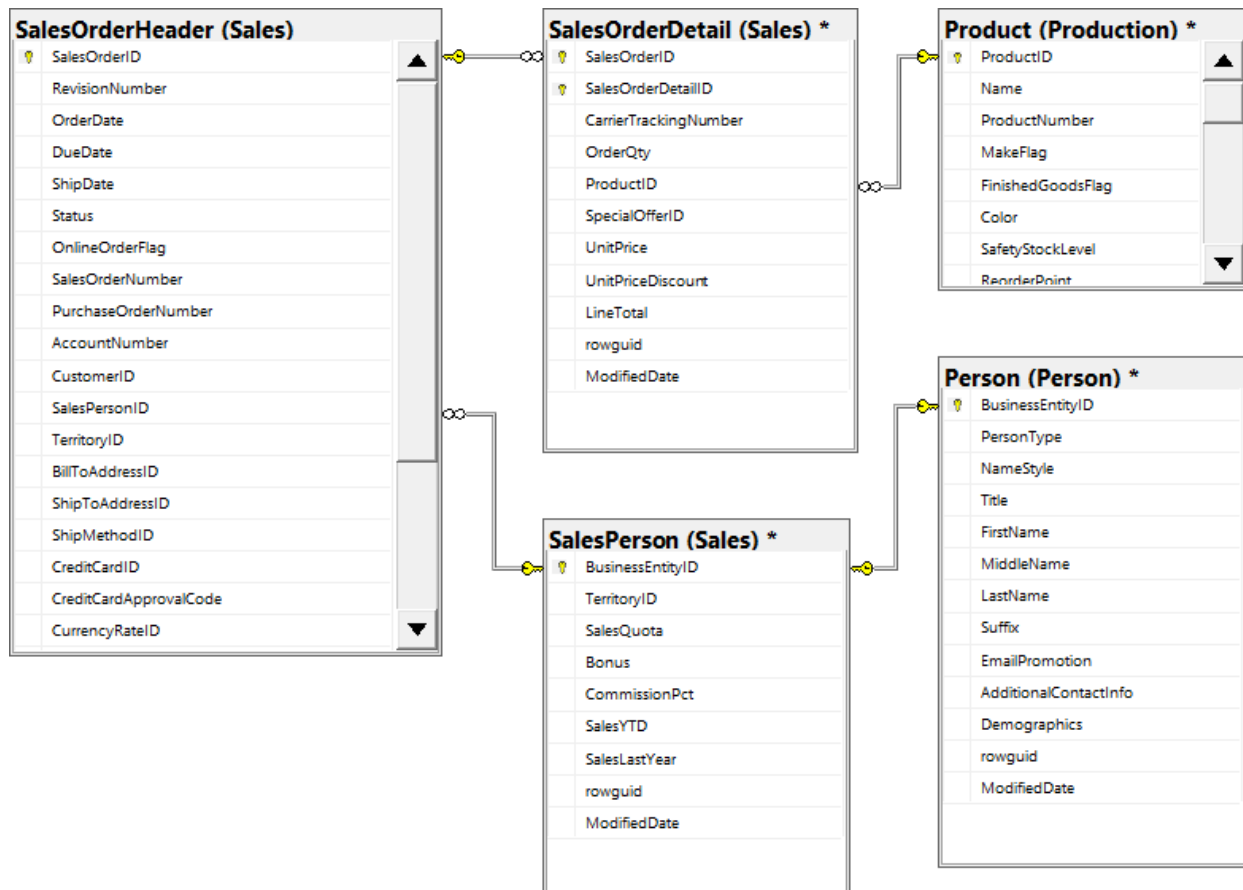 SalesOrderHeader (Sales)
SalesOrderID
RevisionNumber
OrderDate
DueDate
ShipDate
Status
OnlineOrderFlag
SalesOrderNumber
PurchaseOrderNumber
AccountNumber
CustomerID
SalesPersonID
TerritoryID
BillToAddressID
ShipToAddressID
ShipMethodID
CreditCardID
CreditCardApprovalCode
CurrencyRateID
SalesOrderDetail (Sales) *
SalesOrderID
SalesOrderDetailID
CarrierTrackingNumber
OrderQty
ProductID
SpecialOfferID
UnitPrice
UnitPriceDiscount
LineTotal
rowguid
ModifiedDate
Product (Production) *
ProductID
Name
ProductNumber
MakeFlag
FinishedGoodsFlag
Color
SafetyStockLevel
ReorderPoint
SalesPerson (Sales) *
BusinessEntityID
TerritoryID
SalesQuota
Bonus
CommissionPct
SalesYTD
SalesLastYear
rowguid
ModifiedDate
Person (Person) *
BusinessEntityID
PersonType
NameStyle
Title
FirstName
MiddleName
LastName
Suffix
EmailPromotion
AdditionalContactInfo
Demographics
rowguid
ModifiedDate